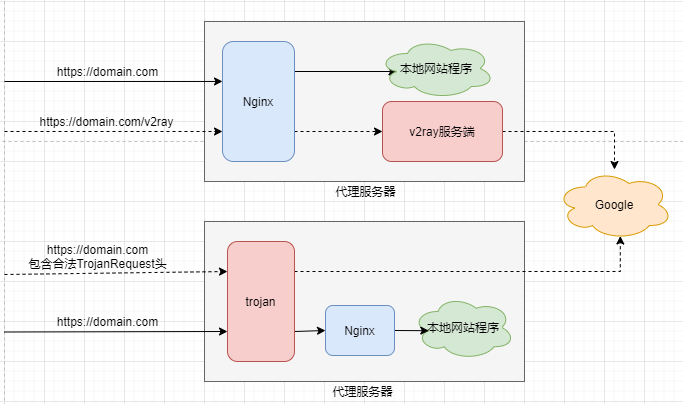 https://domain.com
Nginx
本地网站程序
https://domain.com/v2ray
v2ray服务端
代理服务器
Google
https://domain.com
包含合法TrojanRequest头
trojan
https://domain.com
Nginx
本地网站程序
代理服务器